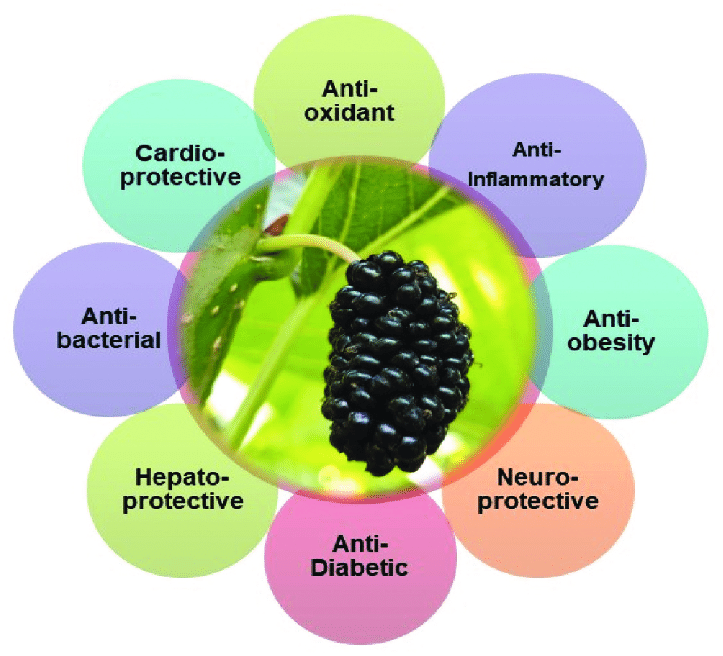 Anti-
oxidant
Anti-
Inflammatory
Anti-
obesity
Neuro-
protective
Anti-
Diabetic
Hepato-
protective
Anti-
bacterial
Cardio-
protective